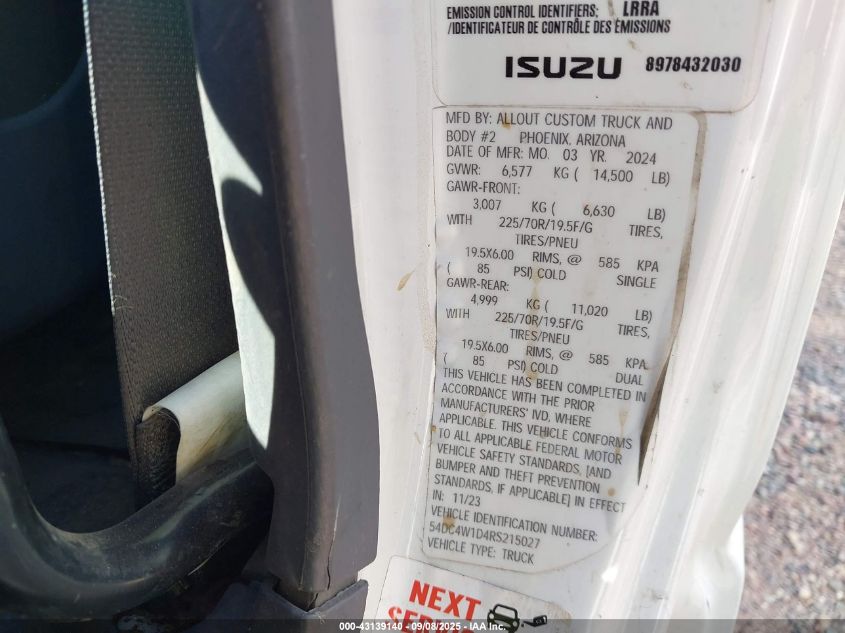 EMISSION CONTROL IDENTIFIERS; LRRA
/IDENTIFICATEUR DE CONTRÔLE DES ÉMISSIONS
ISUZU 8978432030
MFD BY: ALLOUT CUSTOM TRUCK AND
BODY #2 PHOENIX, ARIZONA
DATE OF MFR: MO. 03 YR. 2024
GVWR: 6,577 KG ( 14,500 LB)
GAWR-FRONT:
3,007 KG ( 6,630 LB)
WITH 225/70R/19.5F/G TIRES,
TIRES/PNEU
19.5X6.00 RIMS, @ 585 KPA
( 85 PSI) COLD SINGLE
GAWR-REAR:
4,999 KG ( 11,020 LB)
WITH 225/70R/19.5F/G TIRES,
TIRES/PNEU
19.5X6.00 RIMS, @ 585 KPA
( 85 PSI) COLD DUAL
THIS VEHICLE HAS BEEN COMPLETED IN
ACCORDANCE WITH THE PRIOR
MANUFACTURERS' IVD, WHERE
APPLICABLE. THIS VEHICLE CONFORMS
TO ALL APPLICABLE FEDERAL MOTOR
VEHICLE SAFETY STANDARDS, [AND
BUMPER AND THEFT PREVENTION
STANDARDS, IF APPLICABLE] IN EFFECT
IN: 11/23
VEHICLE IDENTIFICATION NUMBER:
54DC4W1D4RS215027
VEHICLE TYPE: TRUCK
NEXT
000-43139140 - 09/08/2025 - IAA Inc.